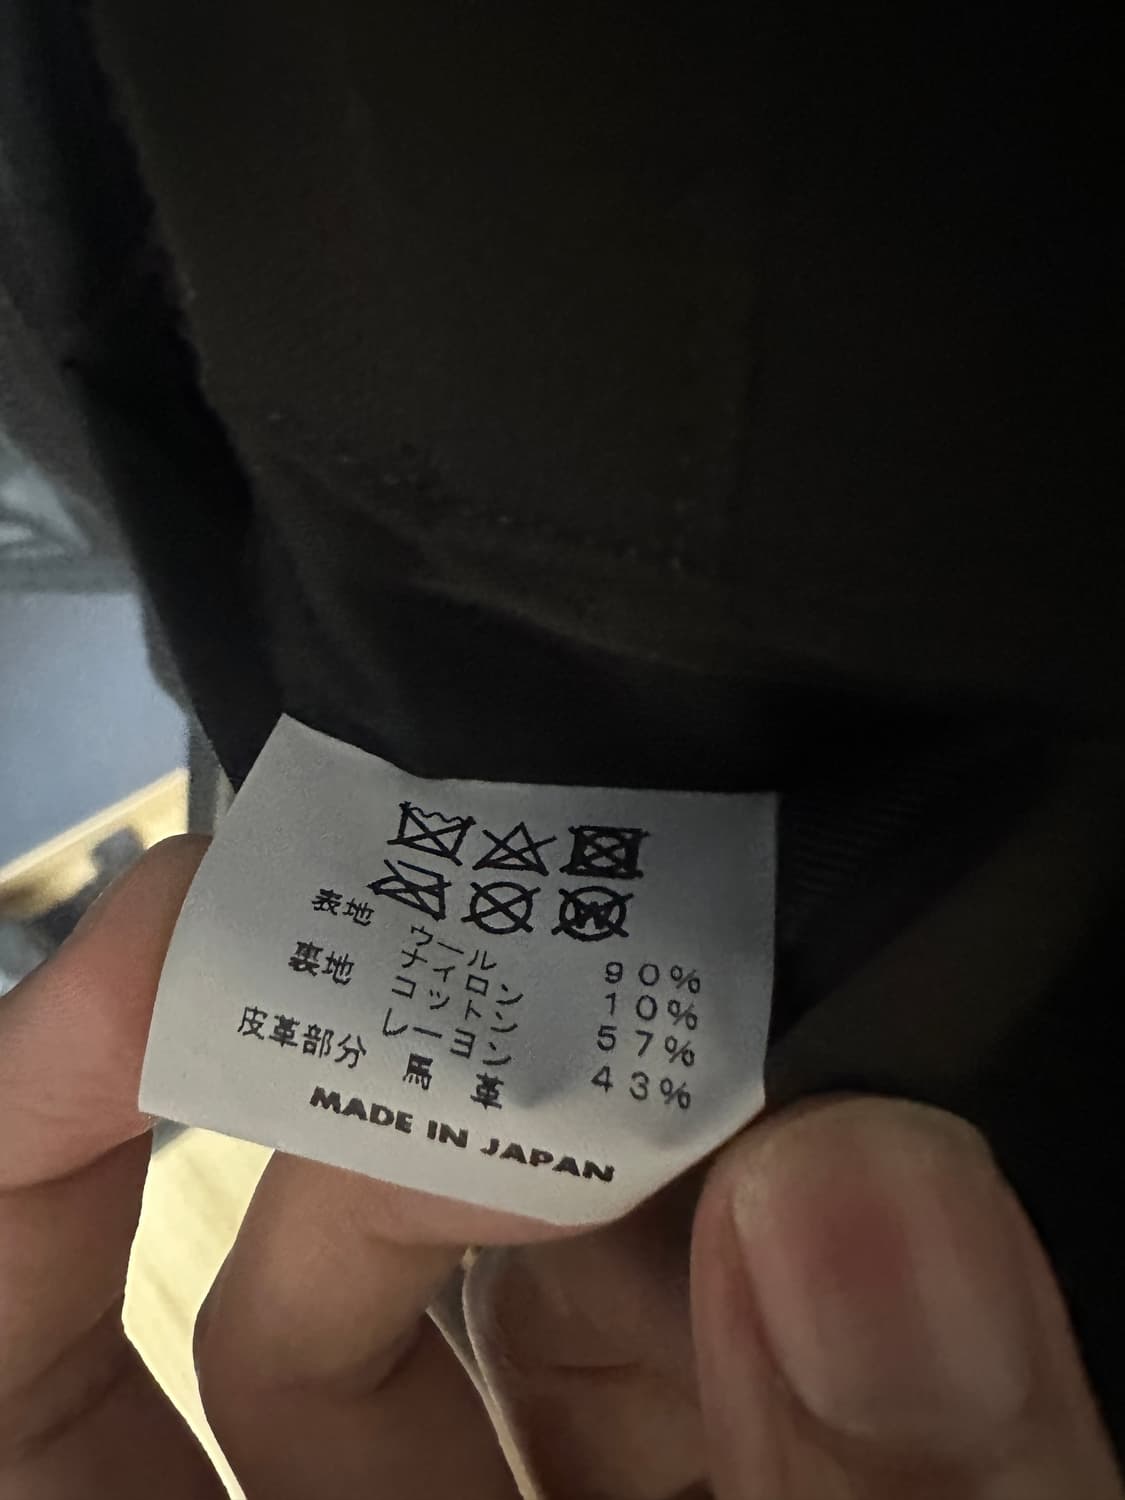 W
表地 ウール 90%
ナイロン 10%
裏地 コットン 57%
レーヨン 43%
皮革部分 馬革
MADE IN JAPAN